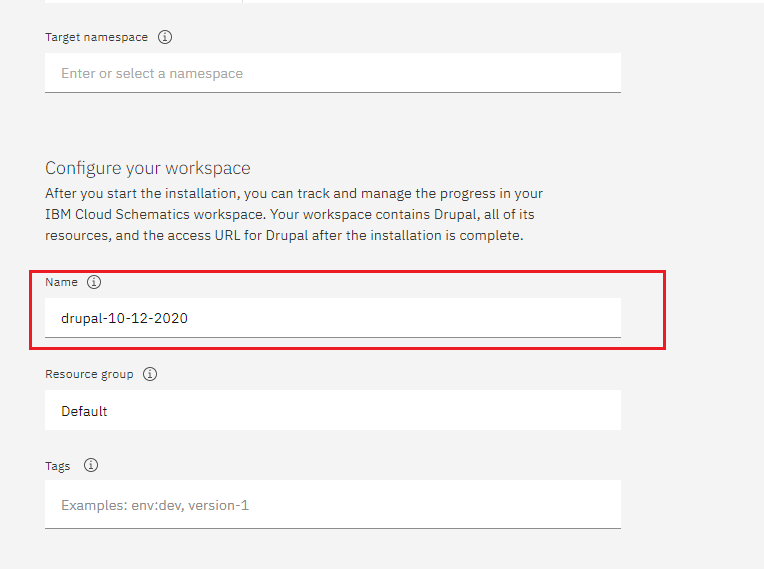 Target namespace
Enter or select a namespace
Configure your workspace
After you start the installation, you can track and manage the progress in your
IBM Cloud Schematics workspace. Your workspace contains Drupal, all of its
resources, and the access URL for Drupal after the installation is complete.
Name
drupal-10-12-2020
Resource group
Default
Tags
Examples: env:dev, version-1